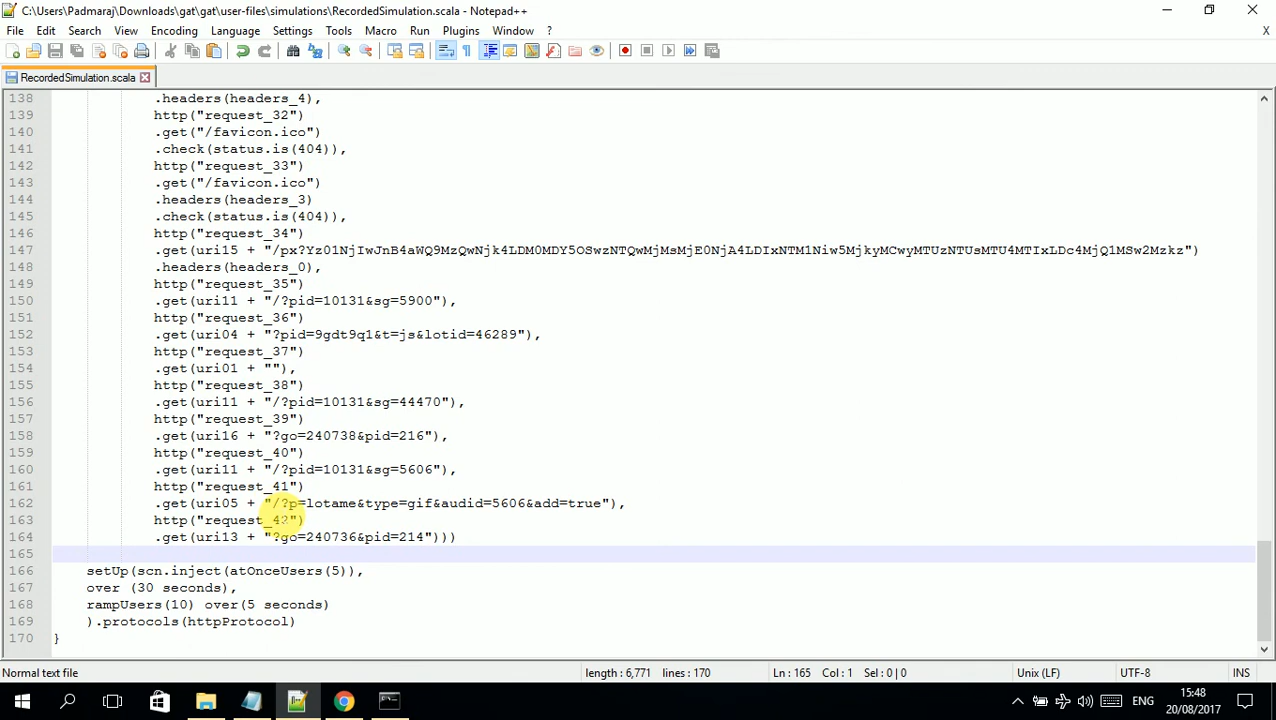 C:\Users\Padmaraj\Downloads\gat\gat\user-files\simulations\RecordedSimulation.scala - Notepad++
File Edit Search View Encoding Language Settings Tools Macro Run Plugins Window ? X
RecordedSimulation.scala
138 .headers(headers_4),
139 http("request_32")
140 .get("/favicon.ico")
141 .check(status.is(404)),
142 http("request_33")
143 .get("/favicon.ico")
144 .headers(headers_3)
145 .check(status.is(404)),
146 http("request_34")
147 .get(uri15 + "/px?Yz01NjIwJnB4aWQ9MzQwNjk4LDM0MDY5OSwzNTQwMjMsMjE0NjA4LDIxNTM1Niw5MjkyMCwyMTUzNTUsMTU4MTIxLDc4MjQ1MSw2Mzkz")
148 .headers(headers_0),
149 http("request_35")
150 .get(uri11 + "/?pid=10131&sg=5900"),
151 http("request_36")
152 .get(uri04 + "?pid=9gdt9q1&t=js&lotid=46289"),
153 http("request_37")
154 .get(uri01 + ""),
155 http("request_38")
156 .get(uri11 + "/?pid=10131&sg=44470"),
157 http("request_39")
158 .get(uri16 + "?go=240738&pid=216"),
159 http("request_40")
160 .get(uri11 + "/?pid=10131&sg=5606"),
161 http("request_41")
162 .get(uri05 + "/?p=lotame&type=gif&audid=5606&add=true"),
163 http("request_42")
164 .get(uri13 + "?go=240736&pid=214")))
165
166 setUp(scn.inject(atOnceUsers(5)),
167 over (30 seconds),
168 rampUsers(10) over(5 seconds)
169 ).protocols(httpProtocol)
170 }
Normal text file length : 6,771 lines : 170 Ln : 165 Col : 1 Sel : 0 | 0 Unix (LF) UTF-8 INS
ENG 15:48
20/08/2017